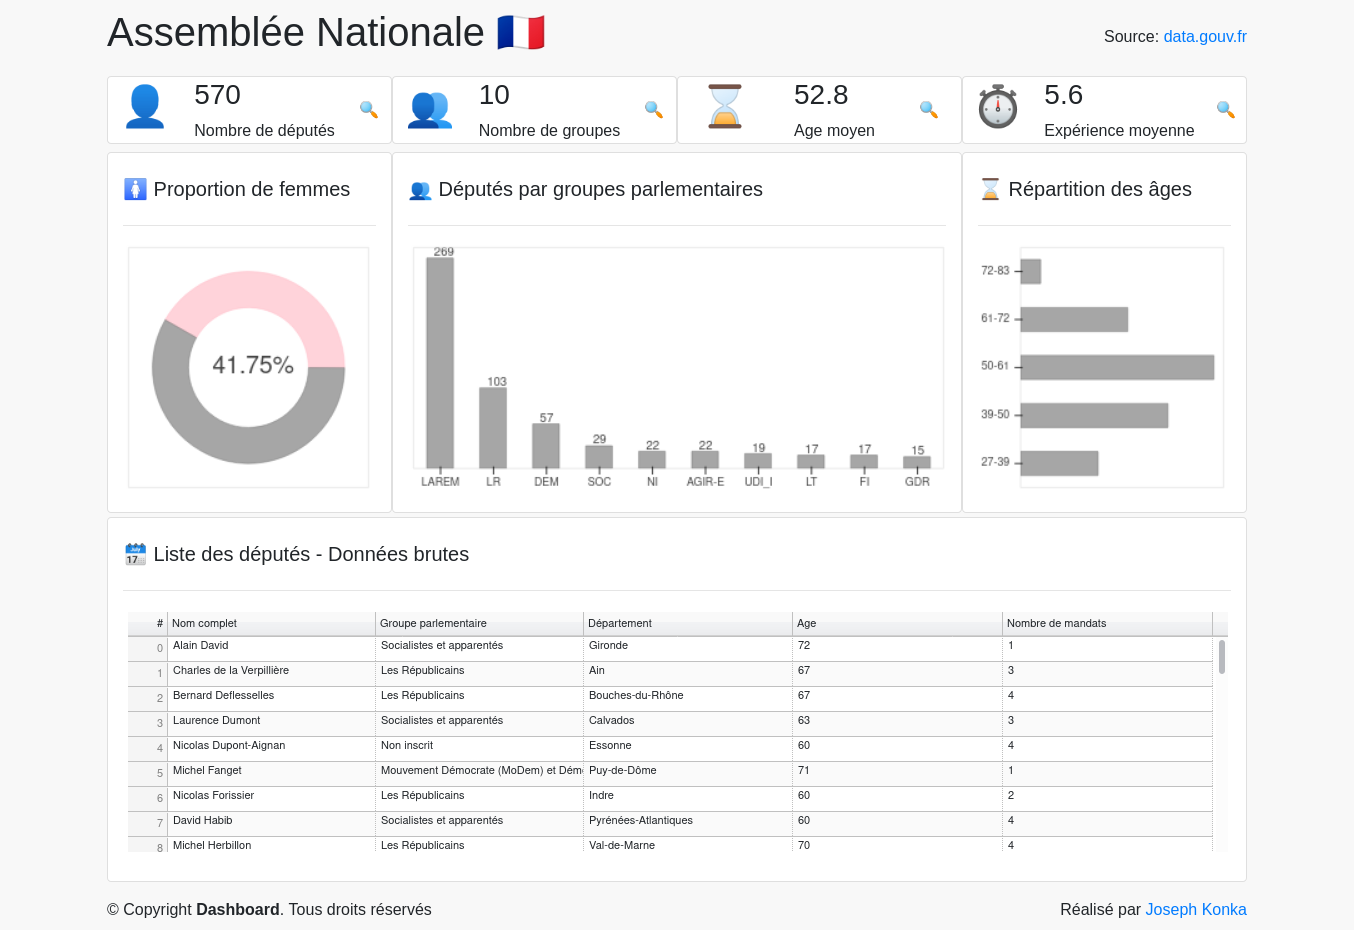 Assemblée Nationale
Source: data.gouv.fr
570
Nombre de députés
10
Nombre de groupes
52.8
Age moyen
5.6
Expérience moyenne
Proportion de femmes
41.75%
Députés par groupes parlementaires
269
103
57
29
22
22
19
17
17
15
LAREM LR DEM SOC NI AGIR-E UDI_I LT FI GDR
Répartition des âges
72-83
61-72
50-61
39-50
27-39
July
17
Liste des députés - Données brutes
# Nom complet Groupe parlementaire Département Age Nombre de mandats
0 Alain David Socialistes et apparentés Gironde 72 1
1 Charles de la Verpillière Les Républicains Ain 67 3
2 Bernard Deflesselles Les Républicains Bouches-du-Rhône 67 4
3 Laurence Dumont Socialistes et apparentés Calvados 63 3
4 Nicolas Dupont-Aignan Non inscrit Essonne 60 4
5 Michel Fanget Mouvement Démocrate (MoDem) et Dém Puy-de-Dôme 71 1
6 Nicolas Forissier Les Républicains Indre 60 2
7 David Habib Socialistes et apparentés Pyrénées-Atlantiques 60 4
8 Michel Herbillon Les Républicains Val-de-Marne 70 4
© Copyright Dashboard. Tous droits réservés
Réalisé par Joseph Konka